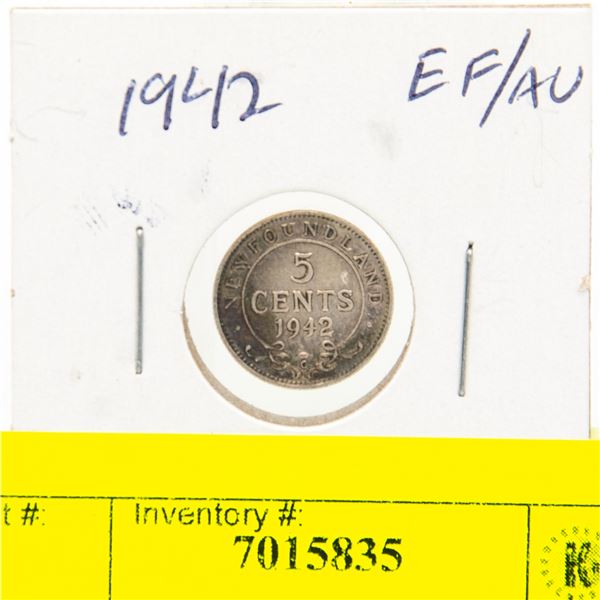 1942 EF/AU
NEWFOUNDLAND
5
CENTS
1942
C
t #: Inventory #:
7015835
K